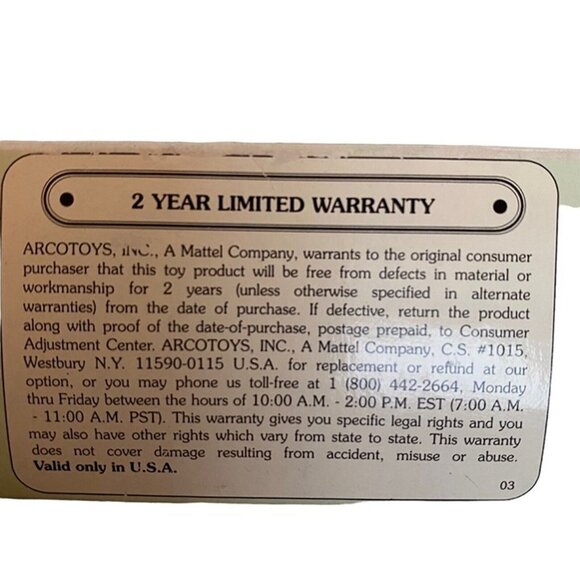 2 YEAR LIMITED WARRANTY
ARCOTOYS, INC., A Mattel Company, warrants to the original consumer
purchaser that this toy product will be free from defects in material or
workmanship for 2 years (unless otherwise specified in alternate
warranties) from the date of purchase. If defective, return the product
along with proof of the date-of-purchase, postage prepaid, to Consumer
Adjustment Center. ARCOTOYS, INC., A Mattel Company, C.S. #1015,
Westbury N.Y. 11590-0115 U.S.A. for replacement or refund at our
option, or you may phone us toll-free at 1 (800) 442-2664, Monday
thru Friday between the hours of 10:00 A.M. - 2:00 P.M. EST (7:00 A.M.
- 11:00 A.M. PST). This warranty gives you specific legal rights and you
may also have other rights which vary from state to state. This warranty
does not cover damage resulting from accident, misuse or abuse.
Valid only in U.S.A.
03